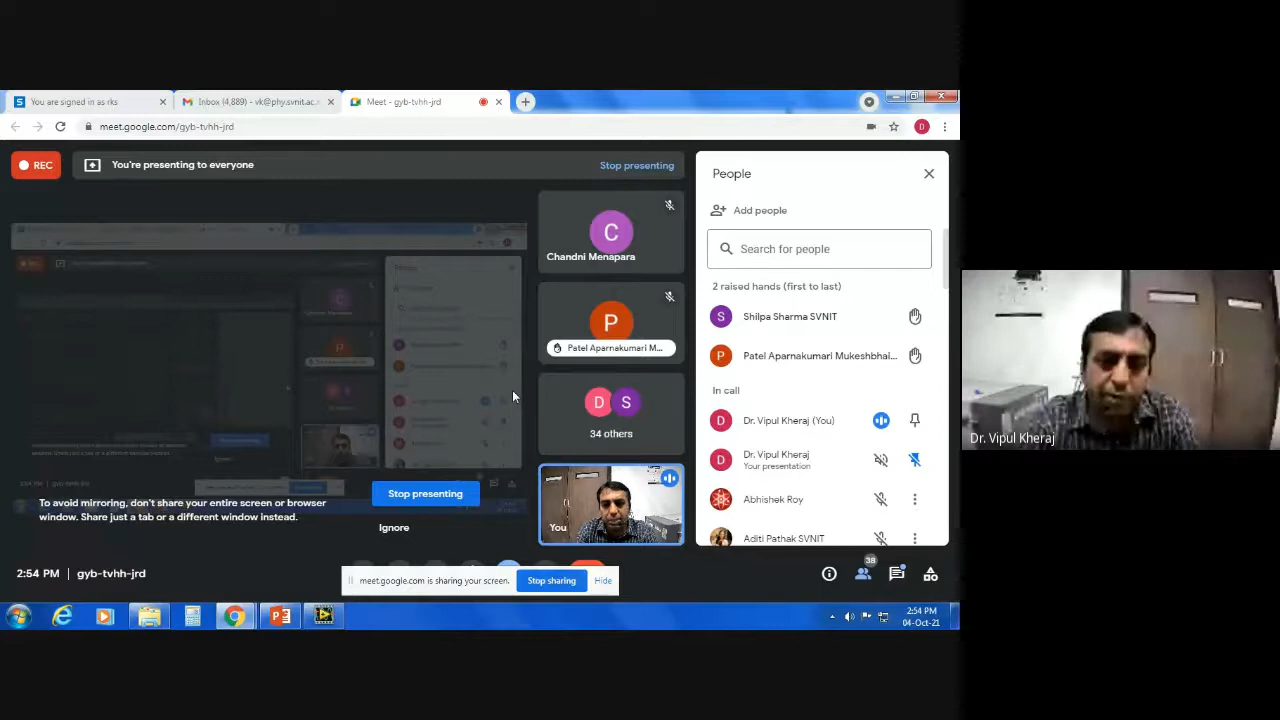 You are signed in as rks
Inbox (4,889) - vk@phy.svnit.ac.
Meet - gyb-tvhh-jrd
meet.google.com/gyb-tvhh-jrd
D
REC
You're presenting to everyone
Stop presenting
C
Chandni Menapara
P
Patel Aparnakumari M...
D S
34 others
You
To avoid mirroring, don't share your entire screen or browser
window. Share just a tab or a different window instead.
Stop presenting
Ignore
People
Add people
Search for people
2 raised hands (first to last)
S Shilpa Sharma SVNIT
P Patel Aparnakumari Mukeshbhai...
In call
D Dr. Vipul Kheraj (You)
D Dr. Vipul Kheraj
Your presentation
Abhishek Roy
Aditi Pathak SVNIT
2:54 PM | gyb-tvhh-jrd
meet.google.com is sharing your screen.
Stop sharing
Hide
38
2:54 PM
04-Oct-21
Dr. Vipul Kheraj